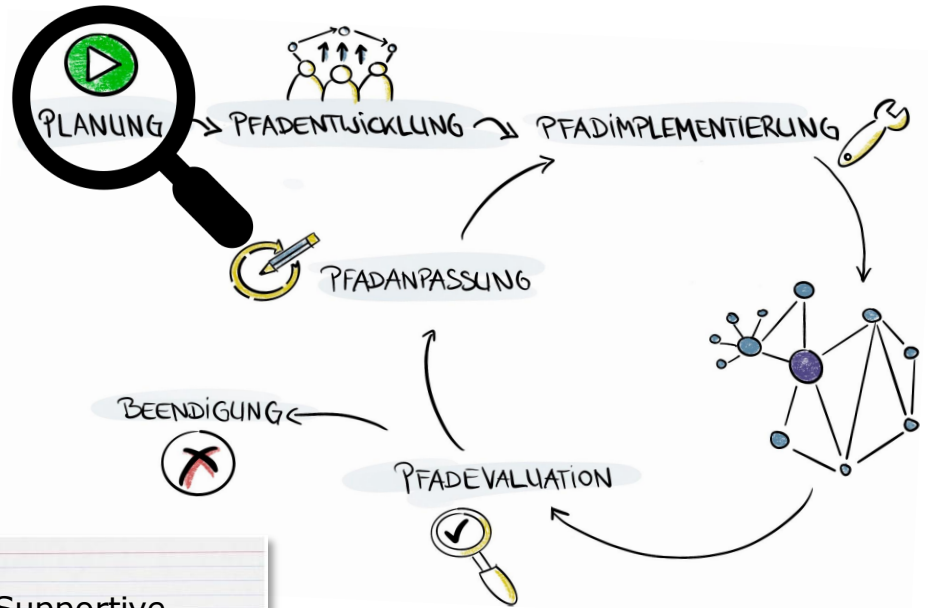 PLANUNG
PFADENTWICKLUNG
PFADIMPLEMENTIERUNG
PFADANPASSUNG
BEENDIGUNG
PFADEVALUATION
Supportive